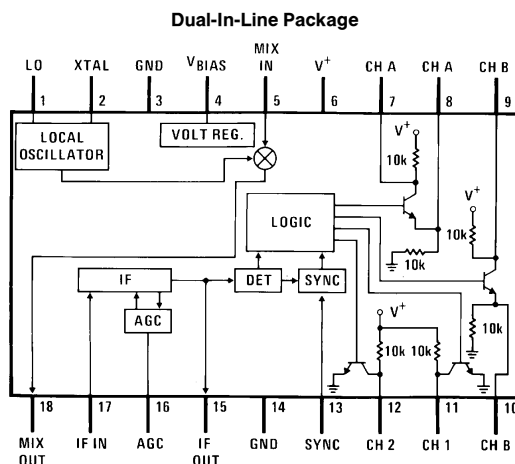 Dual-In-Line Package
LO XTAL GND VBIAS MIX IN V+ CH A CH A CH B
1 2 3 4 5 6 7 8 9
LOCAL OSCILLATOR
VOLT REG.
V+
10k
V+
10k
LOGIC
10k
IF
DET
SYNC
AGC
V+
10k
10k
10k
18 17 16 15 14 13 12 11 10
MIX OUT IF IN AGC IF OUT GND SYNC CH 2 CH 1 CH B